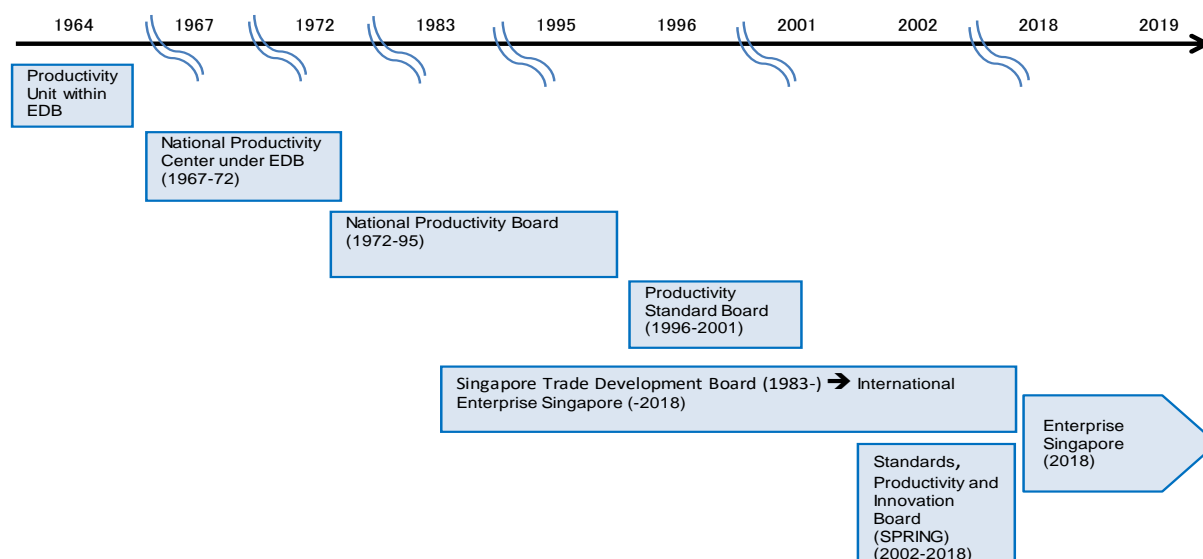 1964 1967 1972 1983 1995 1996 2001 2002 2018 2019
Productivity
Unit within
EDB
National Productivity
Center under EDB
(1967-72)
National Productivity Board
(1972-95)
Productivity
Standard Board
(1996-2001)
Singapore Trade Development Board (1983-) ➔ International
Enterprise Singapore (-2018)
Enterprise
Singapore
(2018)
Standards,
Productivity and
Innovation
Board
(SPRING)
(2002-2018)